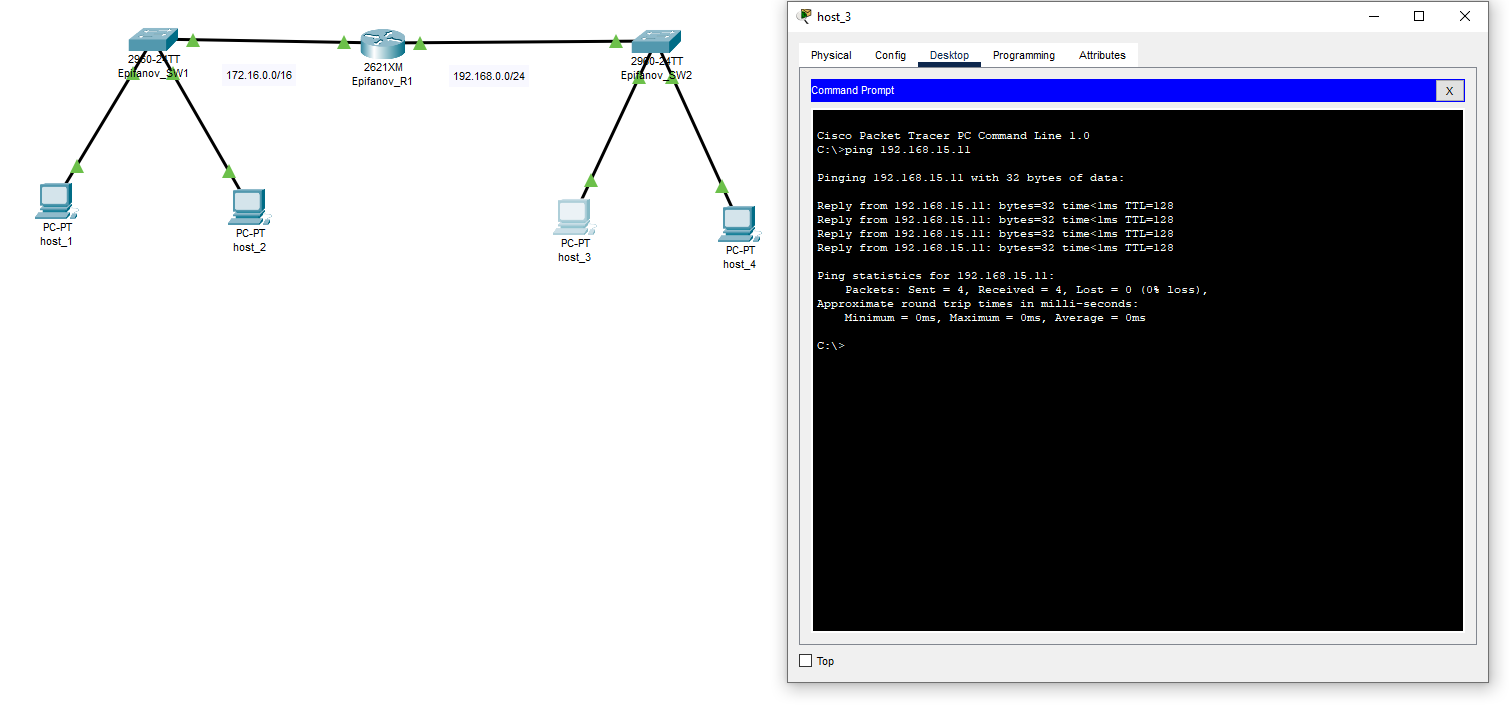 2960-24TT
Epifanov_SW1
172.16.0.0/16
2621XM
Epifanov_R1
192.168.0.0/24
2960-24TT
Epifanov_SW2
PC-PT
host_1
PC-PT
host_2
PC-PT
host_3
PC-PT
host_4
host_3
Physical Config Desktop Programming Attributes
Command Prompt X
Cisco Packet Tracer PC Command Line 1.0
C:\>ping 192.168.15.11
Pinging 192.168.15.11 with 32 bytes of data:
Reply from 192.168.15.11: bytes=32 time<1ms TTL=128
Reply from 192.168.15.11: bytes=32 time<1ms TTL=128
Reply from 192.168.15.11: bytes=32 time<1ms TTL=128
Reply from 192.168.15.11: bytes=32 time<1ms TTL=128
Ping statistics for 192.168.15.11:
Packets: Sent = 4, Received = 4, Lost = 0 (0% loss),
Approximate round trip times in milli-seconds:
Minimum = 0ms, Maximum = 0ms, Average = 0ms
C:\>
Top